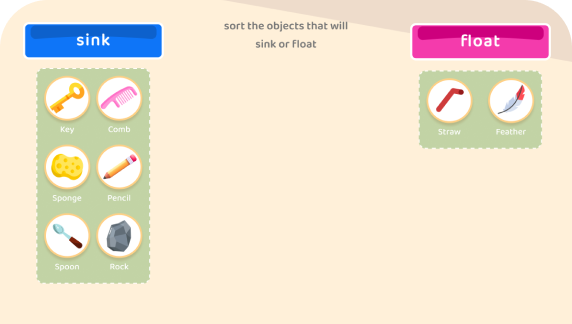 sink
sort the objects that will
sink or float
float
Key Comb
Sponge Pencil
Spoon Rock
Straw Feather